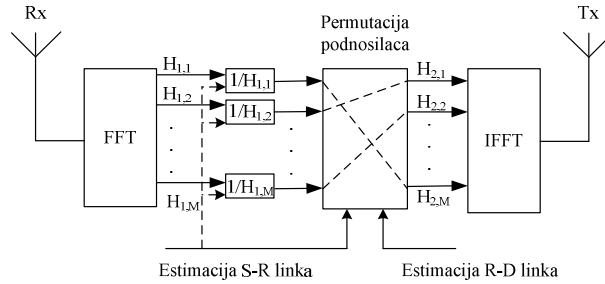 Rx
Tx
Permutacija
podnosilaca
H1,1
1/H1,1
H2,1
H1,2
1/H1,2
H2,2
FFT
IFFT
H1,M
1/H1,M
H2,M
Estimacija S-R linka
Estimacija R-D linka